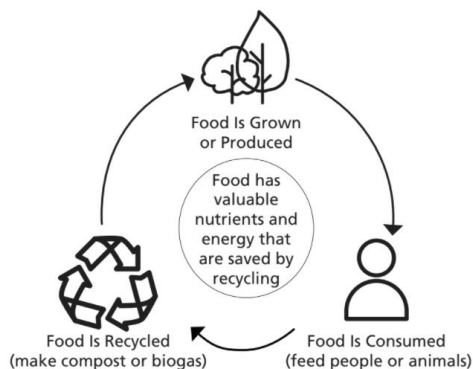 Food Is Grown
or Produced
Food has
valuable
nutrients and
energy that
are saved by
recycling
Food Is Recycled
(make compost or biogas)
Food Is Consumed
(feed people or animals)